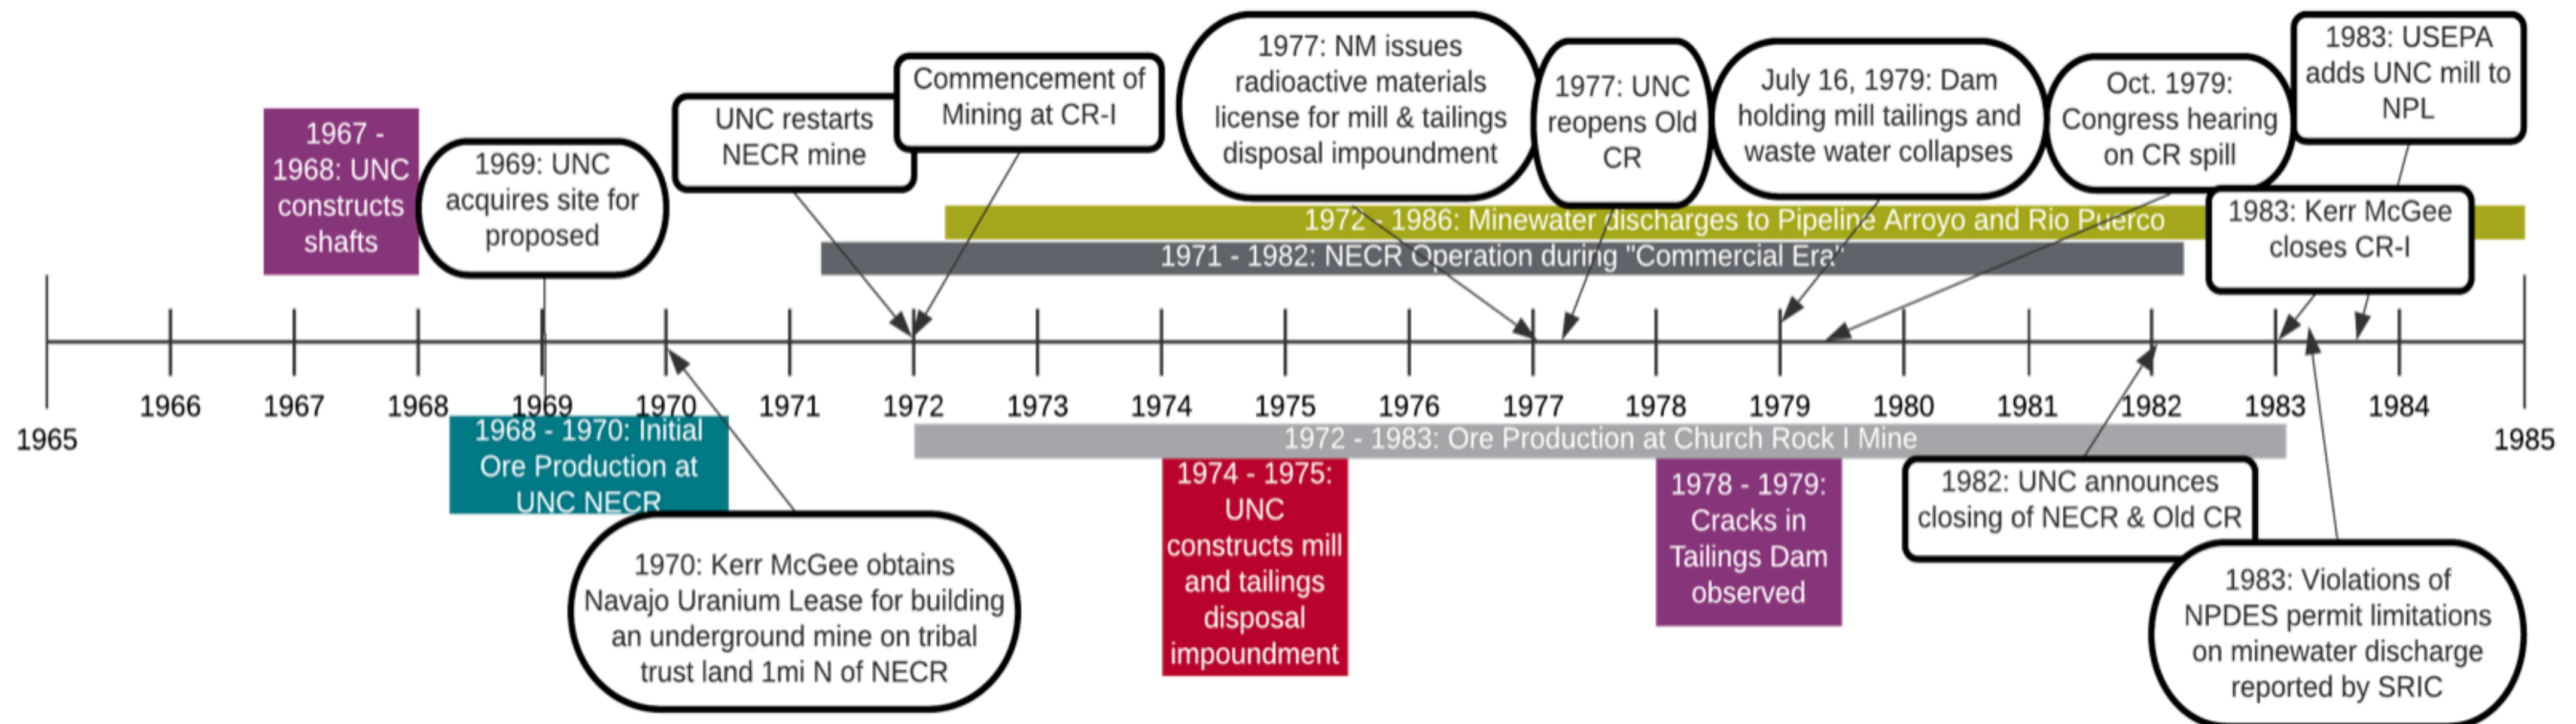 1967 -
1968: UNC
constructs
shafts
1969: UNC
acquires site for
proposed
UNC restarts
NECR mine
Commencement of
Mining at CR-I
1977: NM issues
radioactive materials
license for mill & tailings
disposal impoundment
1977: UNC
reopens Old
CR
July 16, 1979: Dam
holding mill tailings and
waste water collapses
Oct. 1979:
Congress hearing
on CR spill
1983: USEPA
adds UNC mill to
NPL
1983: Kerr McGee
closes CR-I
1972 - 1986: Minewater discharges to Pipeline Arroyo and Rio Puerco
1971 - 1982: NECR Operation during "Commercial Era"
1965
1966
1967
1968
1969
1970
1971
1972
1973
1974
1975
1976
1977
1978
1979
1980
1981
1982
1983
1984
1985
1968 - 1970: Initial
Ore Production at
UNC NECR
1972 - 1983: Ore Production at Church Rock I Mine
1970: Kerr McGee obtains
Navajo Uranium Lease for building
an underground mine on tribal
trust land 1mi N of NECR
1974 - 1975:
UNC
constructs mill
and tailings
disposal
impoundment
1978 - 1979:
Cracks in
Tailings Dam
observed
1982: UNC announces
closing of NECR & Old CR
1983: Violations of
NPDES permit limitations
on minewater discharge
reported by SRIC